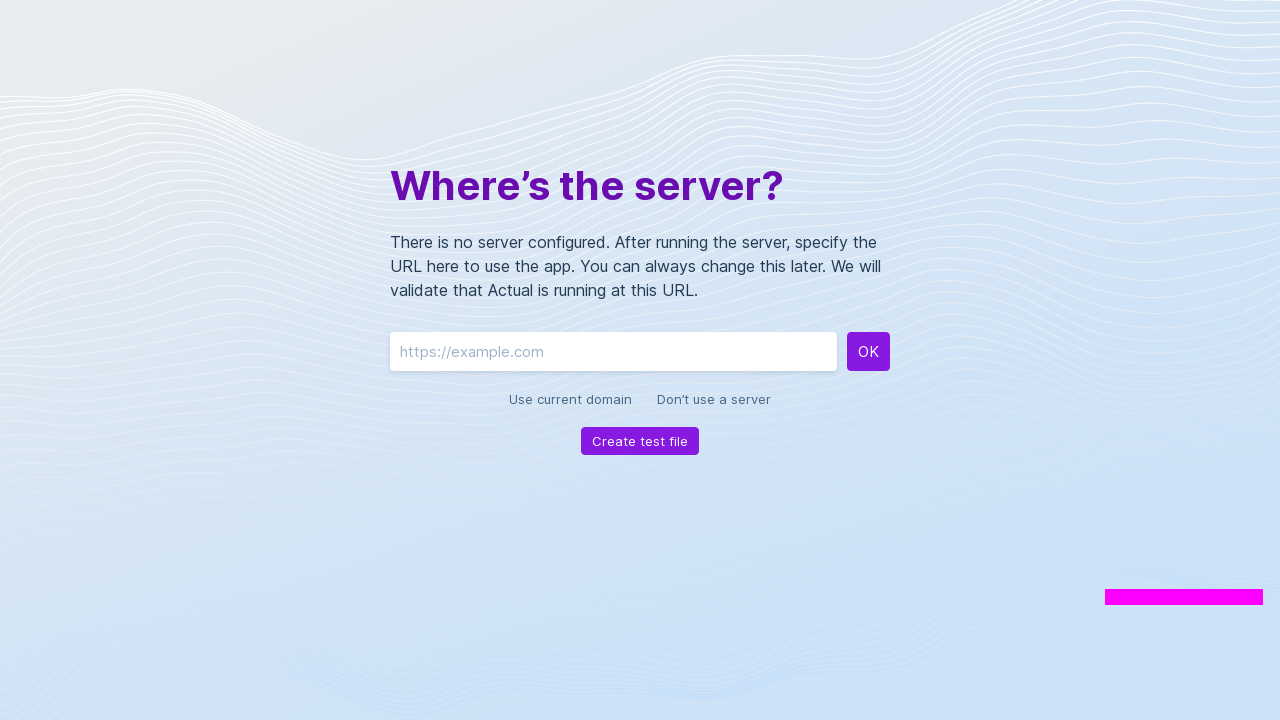 Where’s the server?
There is no server configured. After running the server, specify the
URL here to use the app. You can always change this later. We will
validate that Actual is running at this URL.
https://example.com
OK
Use current domain
Don’t use a server
Create test file